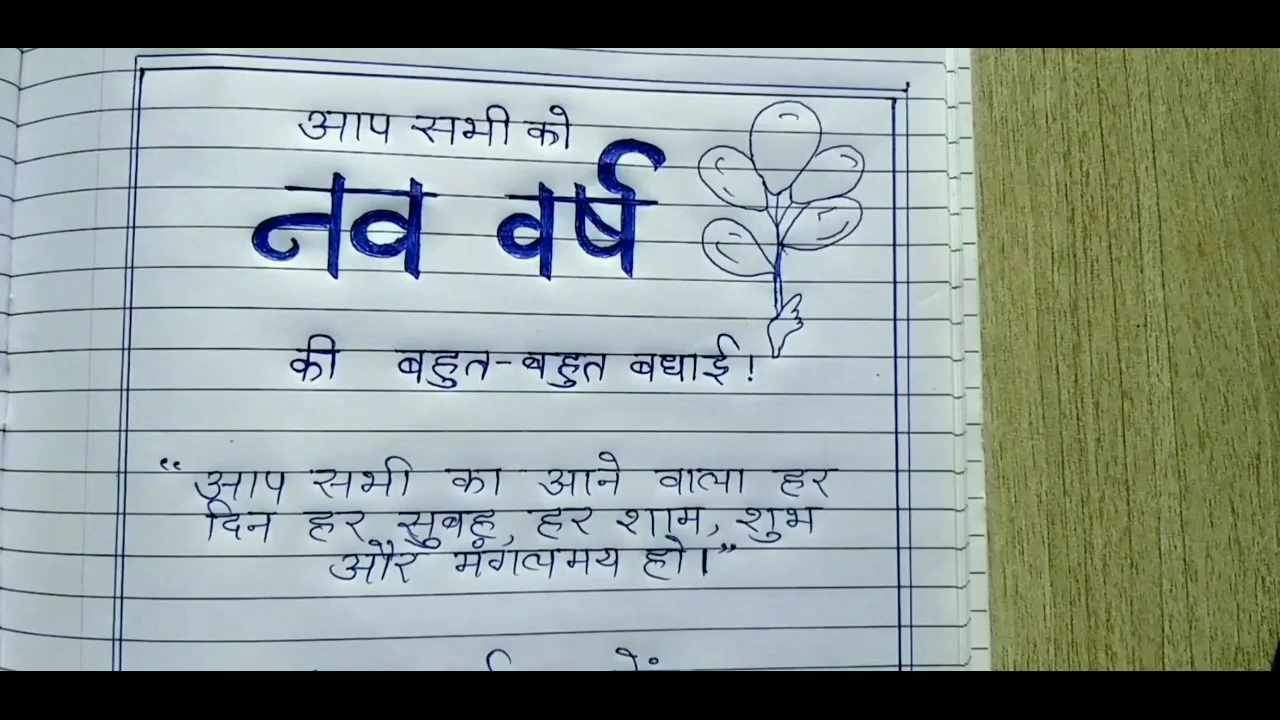 आप सभी को
नव वर्ष
की बहुत-बहुत बधाई!
“आप सभी का आने वाला हर
दिन हर सुबह, हर शाम, शुभ
और मंगलमय हो।”